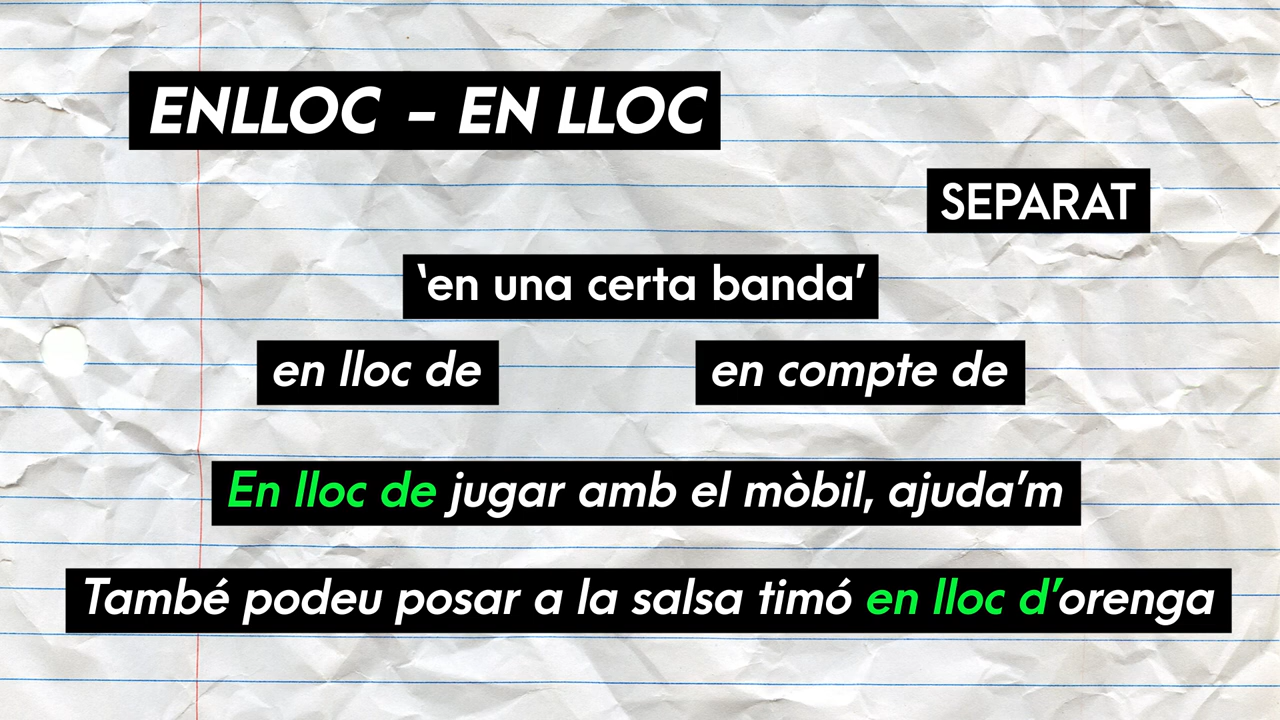 ENLLOC – EN LLOC
SEPARAT
‘en una certa banda’
en lloc de en compte de
En lloc de jugar amb el mòbil, ajuda’m
També podeu posar a la salsa timó en lloc d’orenga